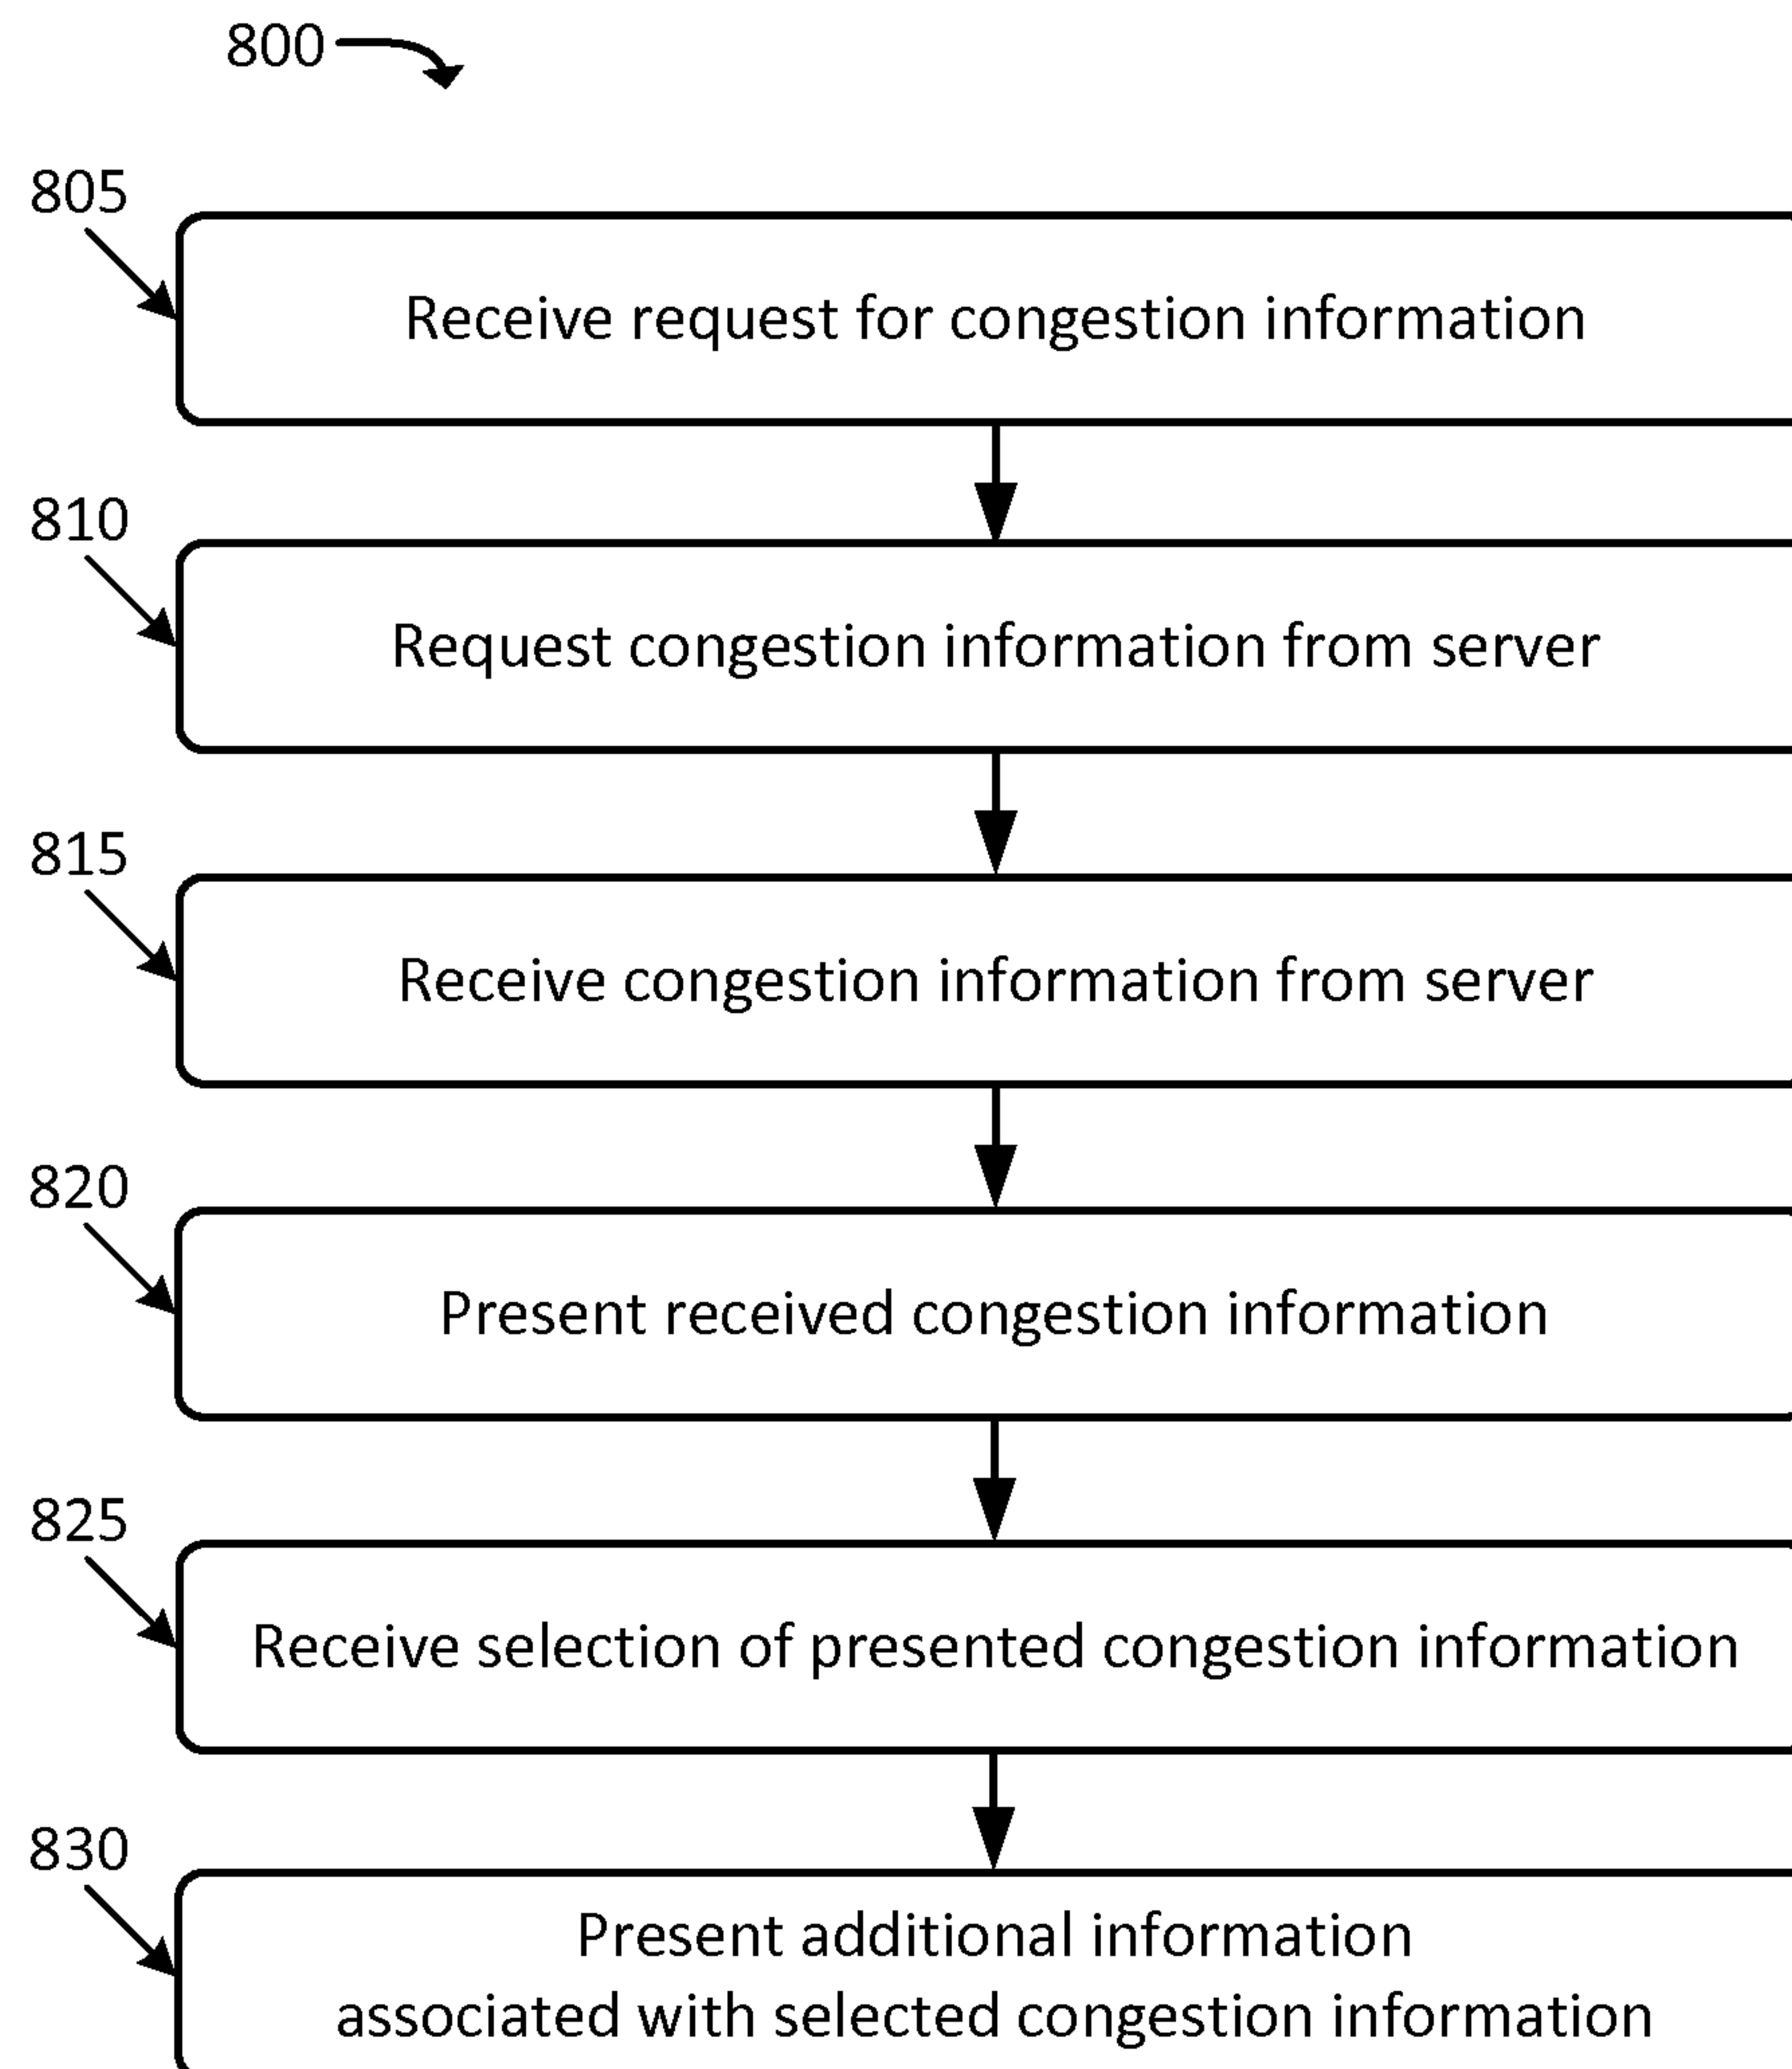 800
805
Receive request for congestion information
810
Request congestion information from server
815
Receive congestion information from server
820
Present received congestion information
825
Receive selection of presented congestion information
830
Present additional information
associated with selected congestion information